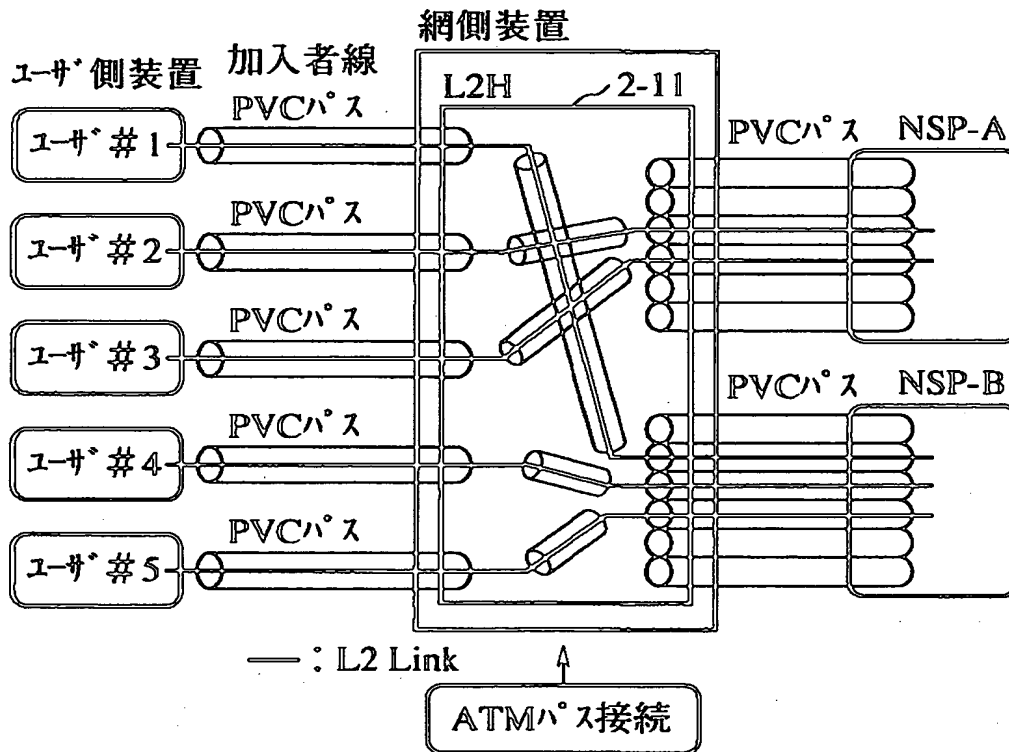 網側装置
ユーザ側装置
加入者線
L2H
2-11
PVCパス
PVCパス
NSP-A
ユーザ#1
PVCパス
ユーザ#2
PVCパス
ユーザ#3
PVCパス
NSP-B
PVCパス
ユーザ#4
PVCパス
ユーザ#5
— : L2 Link
ATMパス接続